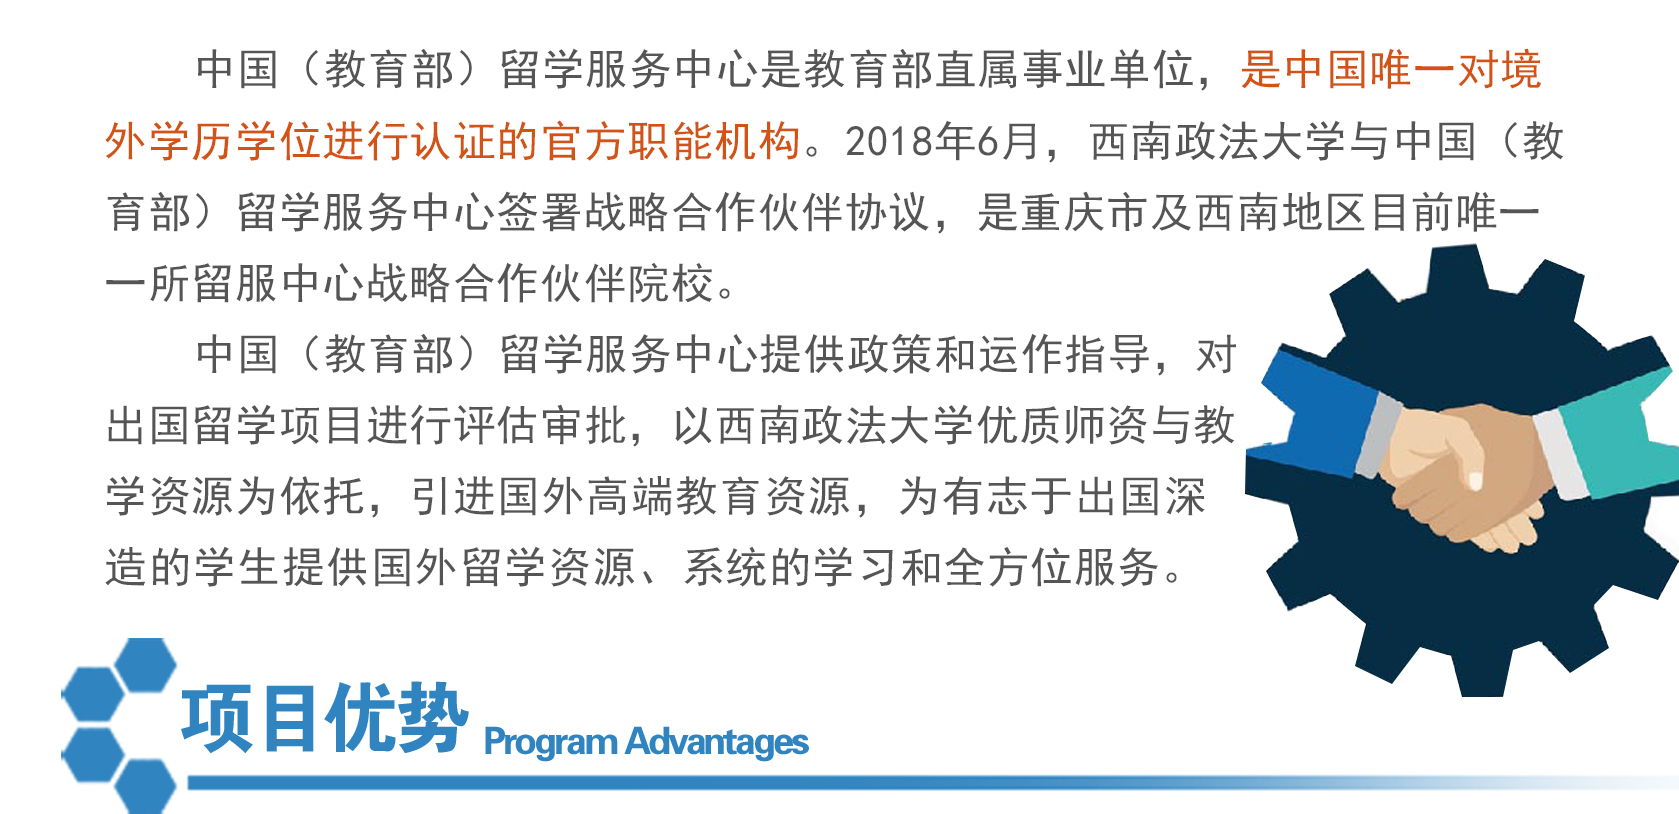 中国（教育部）留学服务中心是教育部直属事业单位，是中国唯一对境
外学历学位进行认证的官方职能机构。2018年6月，西南政法大学与中国（教
育部）留学服务中心签署战略合作伙伴协议，是重庆市及西南地区目前唯一
一所留服中心战略合作伙伴院校。
中国（教育部）留学服务中心提供政策和运作指导，对
出国留学项目进行评估审批，以西南政法大学优质师资与教
学资源为依托，引进国外高端教育资源，为有志于出国深
造的学生提供国外留学资源、系统的学习和全方位服务。
项目优势 Program Advantages